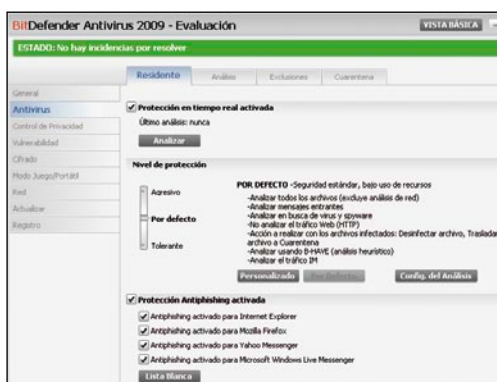 BitDefender Antivirus 2009 - Evaluación
VISTA BÁSICA
ESTADO: No hay incidencias por resolver
Residente
Análisis
Exclusiones
Cuarentena
General
Antivirus
Control de Privacidad
Vulnerabilidad
Cifrado
Modo Juego/Portátil
Red
Actualizar
Registro
Protección en tiempo real activada
Último análisis: nunca
Analizar
Nivel de protección
Agresivo
Por defecto
Tolerante
POR DEFECTO -Seguridad estándar, bajo uso de recursos
-Analizar todos los archivos (excluye análisis de red)
-Analizar mensajes entrantes
-Analizar en busca de virus y spyware
-No analizar el tráfico Web (HTTP)
-Acción a realizar con los archivos infectados: Desinfectar archivo, Trasladar
archivo a Cuarentena
-Analizar usando B-HAVE (análisis heurístico)
-Analizar el tráfico IM
Personalizado
Por Defecto
Config. del Análisis
Protección Antiphishing activada
Antiphishing activado para Internet Explorer
Antiphishing activado para Mozilla Firefox
Antiphishing activado para Yahoo Messenger
Antiphishing activado para Microsoft Windows Live Messenger
Lista Blanca